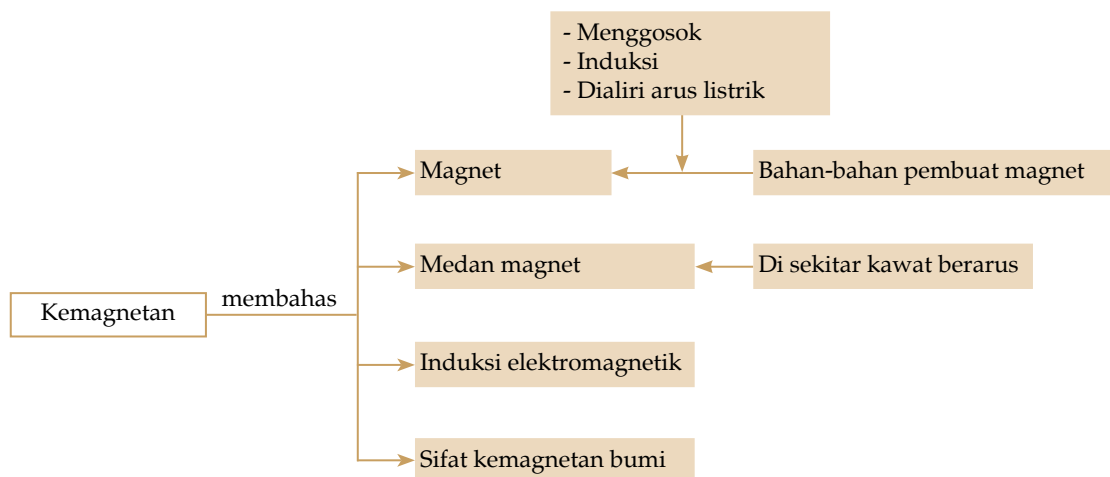 - Menggosok
- Induksi
- Dialiri arus listrik
Magnet
Bahan-bahan pembuat magnet
Medan magnet
Di sekitar kawat berarus
Kemagnetan
membahas
Induksi elektromagnetik
Sifat kemagnetan bumi